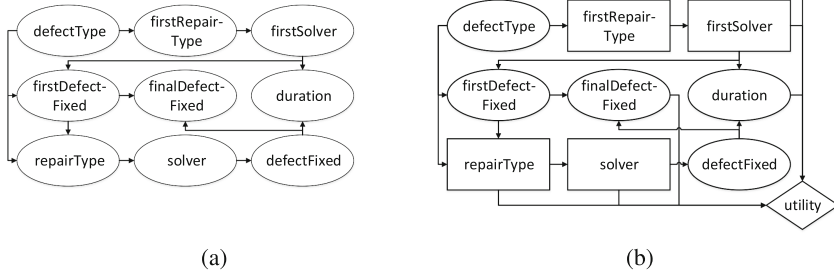 defectType
firstRepair-
Type
firstSolver
firstDefect-
Fixed
finalDefect-
Fixed
duration
repairType
solver
defectFixed
(a)
defectType
firstRepair-
Type
firstSolver
firstDefect-
Fixed
finalDefect-
Fixed
duration
repairType
solver
defectFixed
utility
(b)